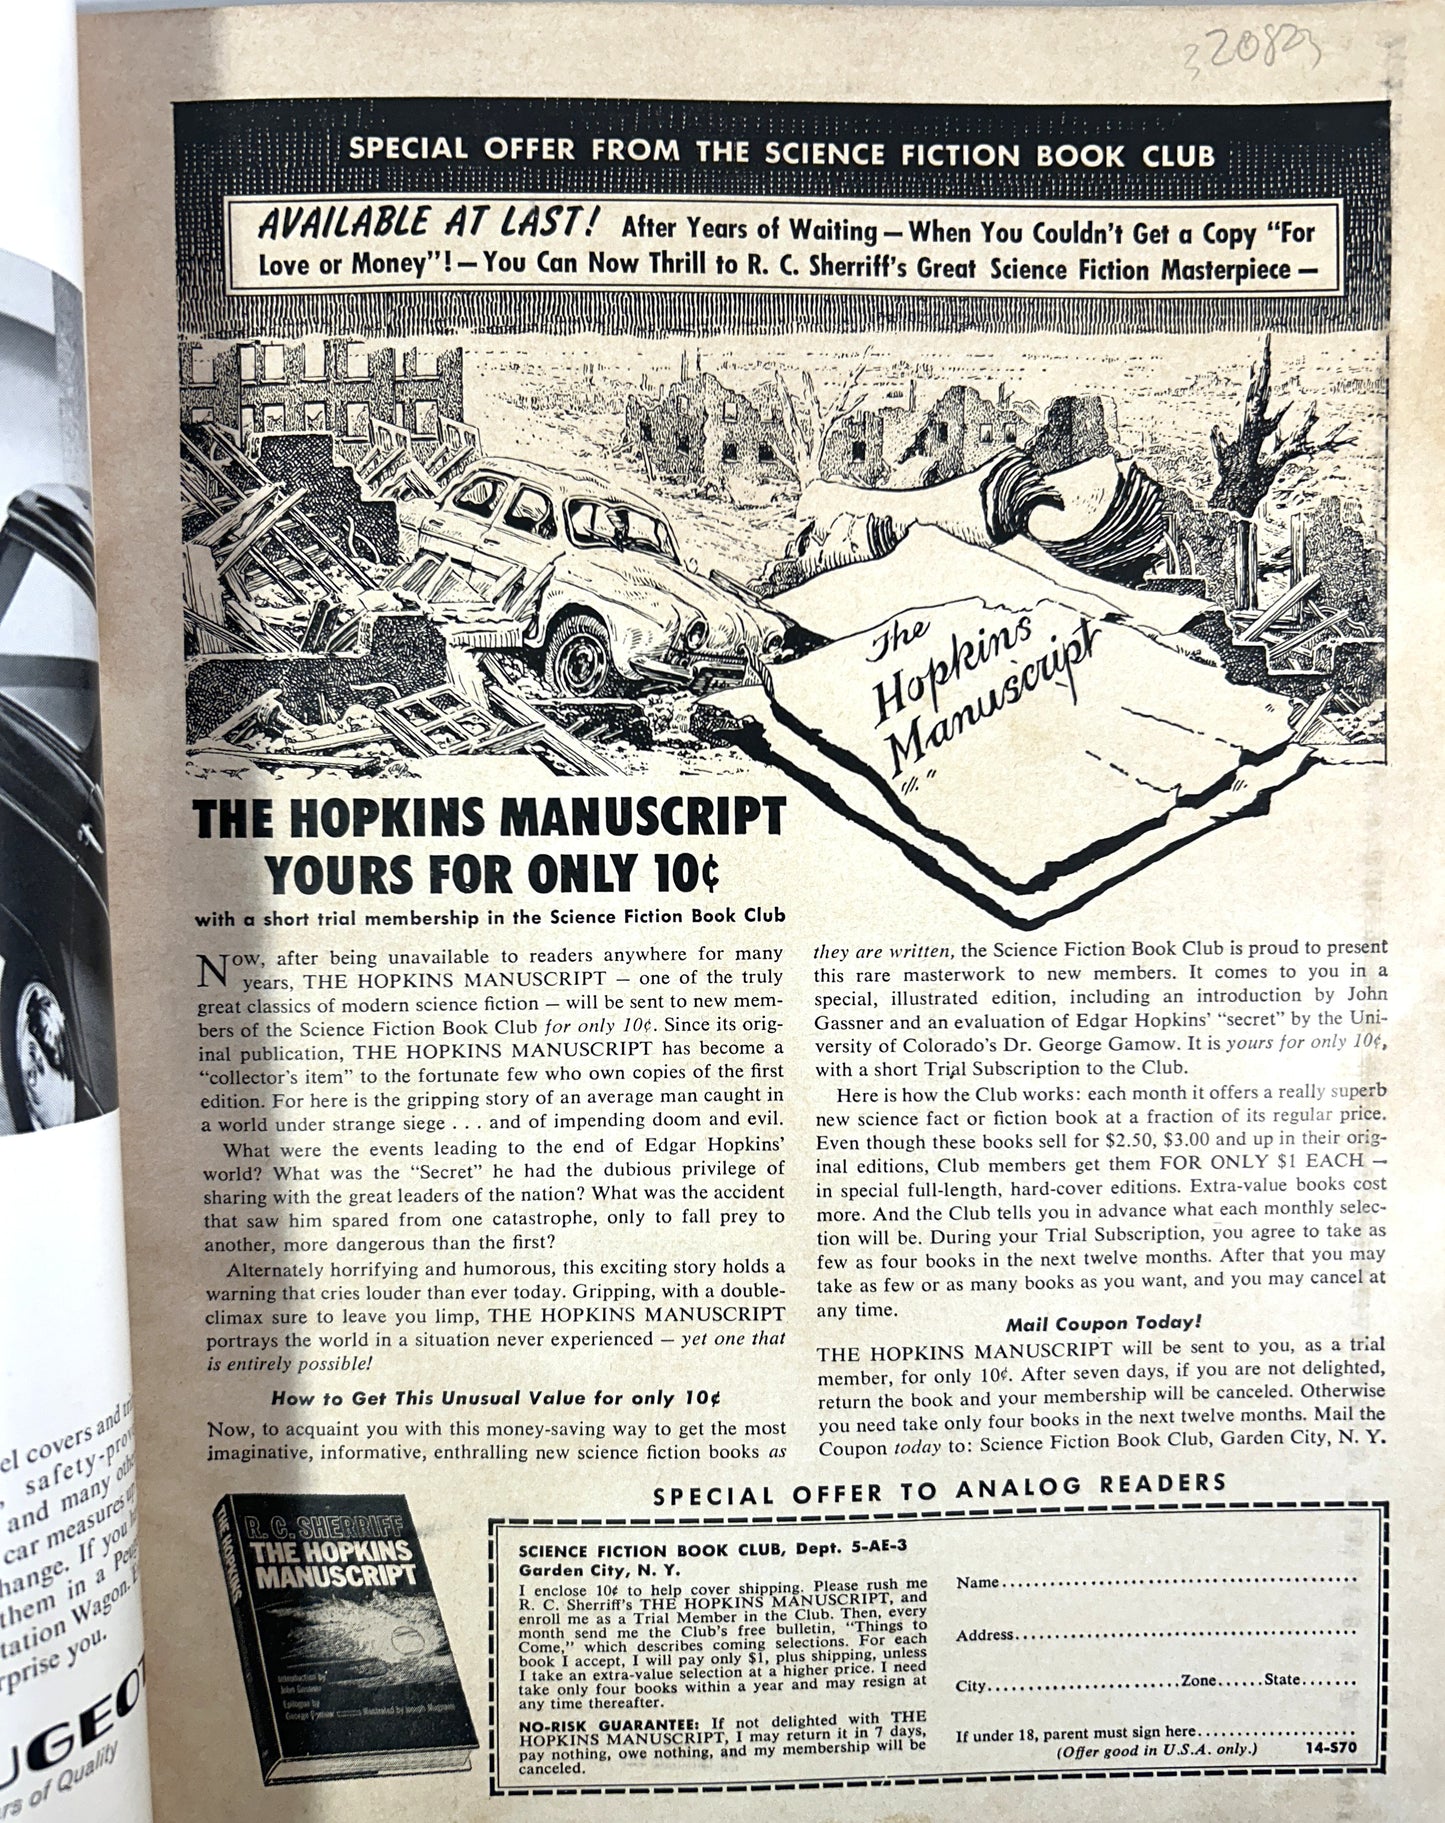 320823
SPECIAL OFFER FROM THE SCIENCE FICTION BOOK CLUB
AVAILABLE AT LAST! After Years of Waiting — When You Couldn't Get a Copy "For
Love or Money"! — You Can Now Thrill to R. C. Sherriff's Great Science Fiction Masterpiece —
The
Hopkins
Manuscript
THE HOPKINS MANUSCRIPT
YOURS FOR ONLY 10¢
with a short trial membership in the Science Fiction Book Club
Now, after being unavailable to readers anywhere for many
years, THE HOPKINS MANUSCRIPT — one of the truly
great classics of modern science fiction — will be sent to new mem-
bers of the Science Fiction Book Club for only 10¢. Since its orig-
inal publication, THE HOPKINS MANUSCRIPT has become a
"collector's item" to the fortunate few who own copies of the first
edition. For here is the gripping story of an average man caught in
a world under strange siege . . . and of impending doom and evil.
What were the events leading to the end of Edgar Hopkins'
world? What was the "Secret" he had the dubious privilege of
sharing with the great leaders of the nation? What was the accident
that saw him spared from one catastrophe, only to fall prey to
another, more dangerous than the first?
Alternately horrifying and humorous, this exciting story holds a
warning that cries louder than ever today. Gripping, with a double-
climax sure to leave you limp, THE HOPKINS MANUSCRIPT
portrays the world in a situation never experienced — yet one that
is entirely possible!
How to Get This Unusual Value for only 10¢
Now, to acquaint you with this money-saving way to get the most
imaginative, informative, enthralling new science fiction books as
they are written, the Science Fiction Book Club is proud to present
this rare masterwork to new members. It comes to you in a
special, illustrated edition, including an introduction by John
Gassner and an evaluation of Edgar Hopkins' "secret" by the Uni-
versity of Colorado's Dr. George Gamow. It is yours for only 10¢,
with a short Trial Subscription to the Club.
Here is how the Club works: each month it offers a really superb
new science fact or fiction book at a fraction of its regular price.
Even though these books sell for $2.50, $3.00 and up in their orig-
inal editions, Club members get them FOR ONLY $1 EACH —
in special full-length, hard-cover editions. Extra-value books cost
more. And the Club tells you in advance what each monthly selec-
tion will be. During your Trial Subscription, you agree to take as
few as four books in the next twelve months. After that you may
take as few or as many books as you want, and you may cancel at
any time.
Mail Coupon Today!
THE HOPKINS MANUSCRIPT will be sent to you, as a trial
member, for only 10¢. After seven days, if you are not delighted,
return the book and your membership will be canceled. Otherwise
you need take only four books in the next twelve months. Mail the
Coupon today to: Science Fiction Book Club, Garden City, N. Y.
THE HOPKINS
R. C. SHERRIFF
THE HOPKINS
MANUSCRIPT
Introduction by
John Gassner
Epilogue by
George Gamow Illustrated by Joseph Mugnaini
SPECIAL OFFER TO ANALOG READERS
SCIENCE FICTION BOOK CLUB, Dept. 5-AE-3
Garden City, N. Y.
I enclose 10¢ to help cover shipping. Please rush me
R. C. Sherriff's THE HOPKINS MANUSCRIPT, and
enroll me as a Trial Member in the Club. Then, every
month send me the Club's free bulletin, "Things to
Come," which describes coming selections. For each
book I accept, I will pay only $1, plus shipping, unless
I take an extra-value selection at a higher price. I need
take only four books within a year and may resign at
any time thereafter.
NO-RISK GUARANTEE: If not delighted with THE
HOPKINS MANUSCRIPT, I may return it in 7 days,
pay nothing, owe nothing, and my membership will be
canceled.
Name
Address
City Zone State
If under 18, parent must sign here
(Offer good in U.S.A. only.) 14-S70
el covers and
safety-prov
and many
car measures
hange. If you
them in a
tation Wagon.
rprise you.
UGEOT
rs of Quality